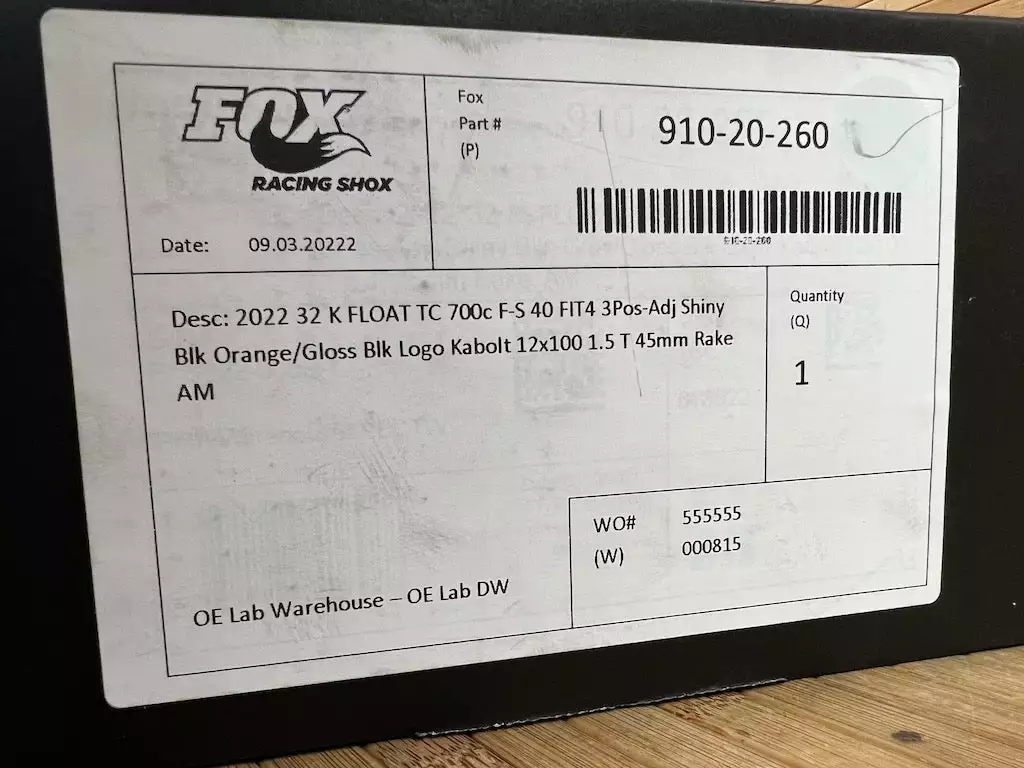 FOX
RACING SHOX
Date: 09.03.20222
Fox
Part #
(P)
910-20-260
910-20-260
Desc: 2022 32 K FLOAT TC 700c F-S 40 FIT4 3Pos-Adj Shiny
Blk Orange/Gloss Blk Logo Kabolt 12x100 1.5 T 45mm Rake
AM
Quantity
(Q)
1
WO# 555555
(W) 000815
OE Lab Warehouse – OE Lab DW